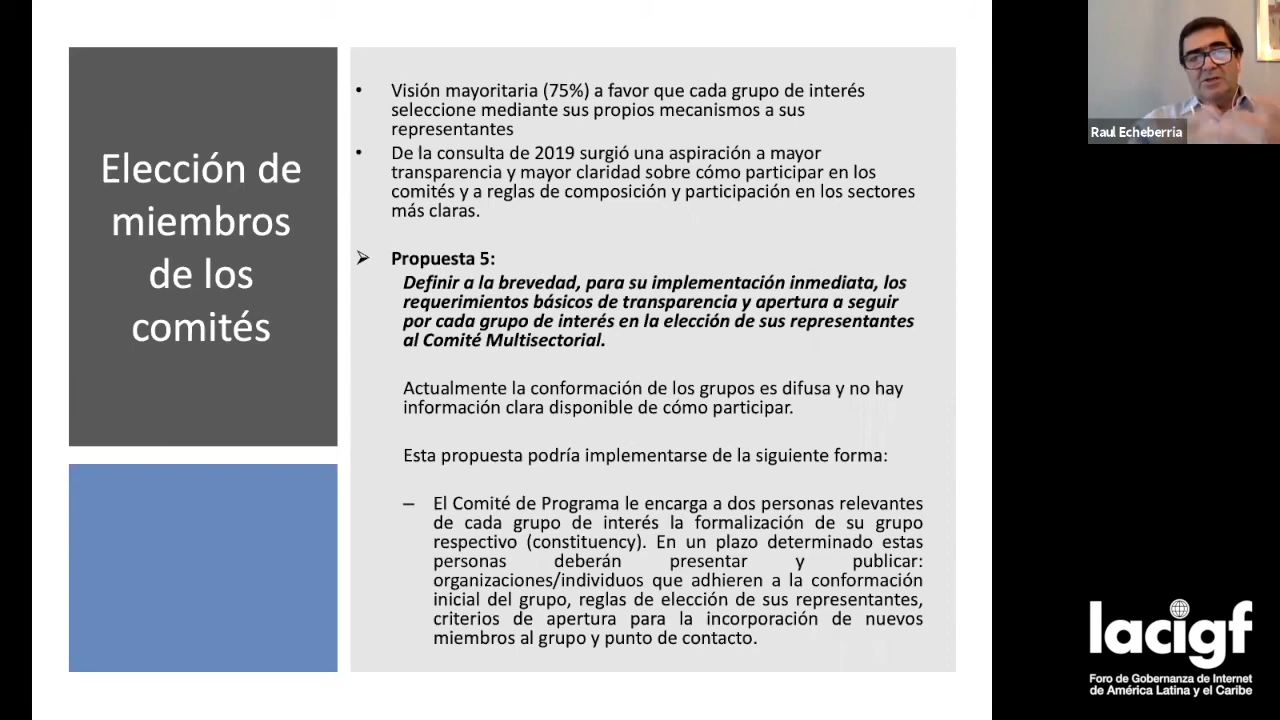 Elección de
miembros
de los
comités
• Visión mayoritaria (75%) a favor que cada grupo de interés
seleccione mediante sus propios mecanismos a sus
representantes
• De la consulta de 2019 surgió una aspiración a mayor
transparencia y mayor claridad sobre cómo participar en los
comités y a reglas de composición y participación en los sectores
más claras.
➢ Propuesta 5:
Definir a la brevedad, para su implementación inmediata, los
requerimientos básicos de transparencia y apertura a seguir
por cada grupo de interés en la elección de sus representantes
al Comité Multisectorial.
Actualmente la conformación de los grupos es difusa y no hay
información clara disponible de cómo participar.
Esta propuesta podría implementarse de la siguiente forma:
– El Comité de Programa le encarga a dos personas relevantes
de cada grupo de interés la formalización de su grupo
respectivo (constituency). En un plazo determinado estas
personas deberán presentar y publicar:
organizaciones/individuos que adhieren a la conformación
inicial del grupo, reglas de elección de sus representantes,
criterios de apertura para la incorporación de nuevos
miembros al grupo y punto de contacto.
Raul Echeberria
lacigf
Foro de Gobernanza de Internet
de América Latina y el Caribe